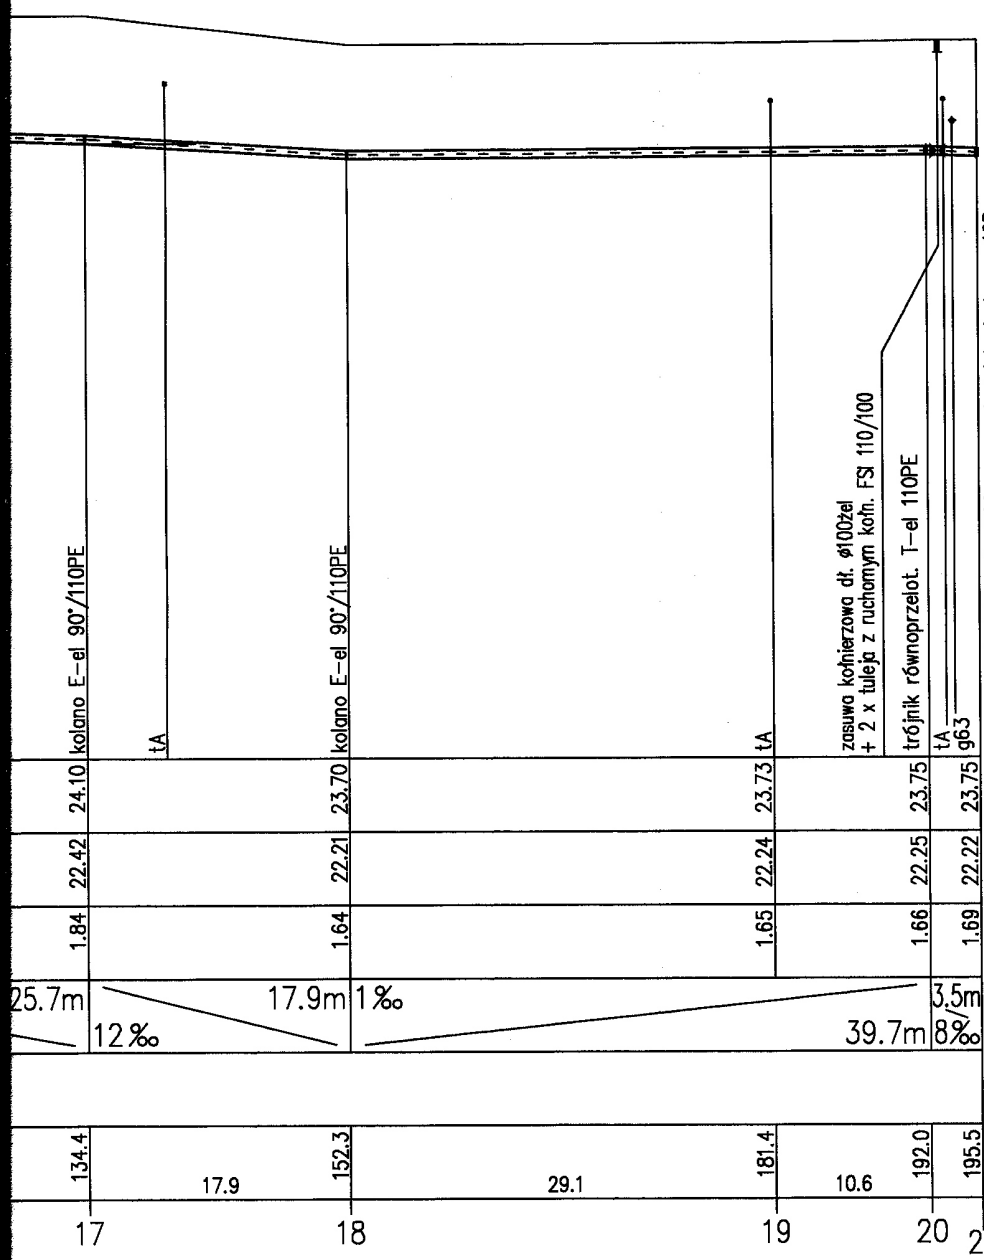 kolano E-el 90°/110PE
tA
kolano E-el 90°/110PE
tA
zasuwa kołnierzowa dł. ø100żel
+ 2 x tuleja z ruchomym kołn. FSI 110/100
trójnik równoprzelot. T-el 110PE
tA
g63
24.10 23.70 23.73 23.75 23.75
22.42 22.21 22.24 22.25 22.22
1.84 1.64 1.65 1.66 1.69
25.7m 17.9m 1‰ 3.5m
12‰ 39.7m 8‰
134.4 152.3 181.4 192.0 195.5
17.9 29.1 10.6
17 18 19 20 2